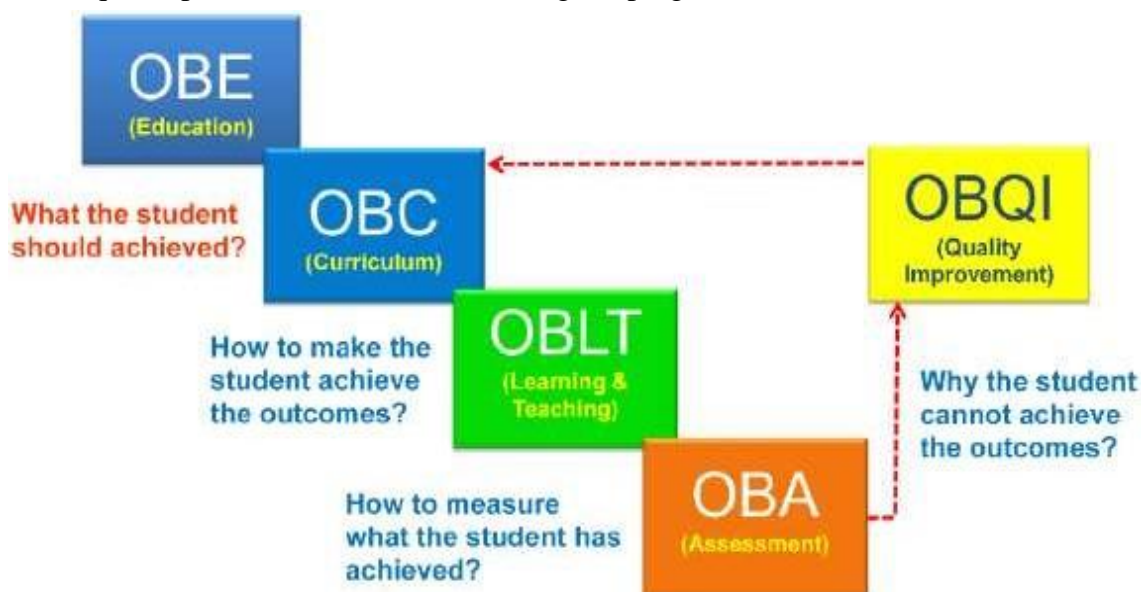 OBE
(Education)
What the student
should achieved?
OBC
(Curriculum)
OBQI
(Quality
Improvement)
How to make the
student achieve
the outcomes?
OBLT
(Learning &
Teaching)
Why the student
cannot achieve
the outcomes?
How to measure
what the student has
achieved?
OBA
(Assessment)